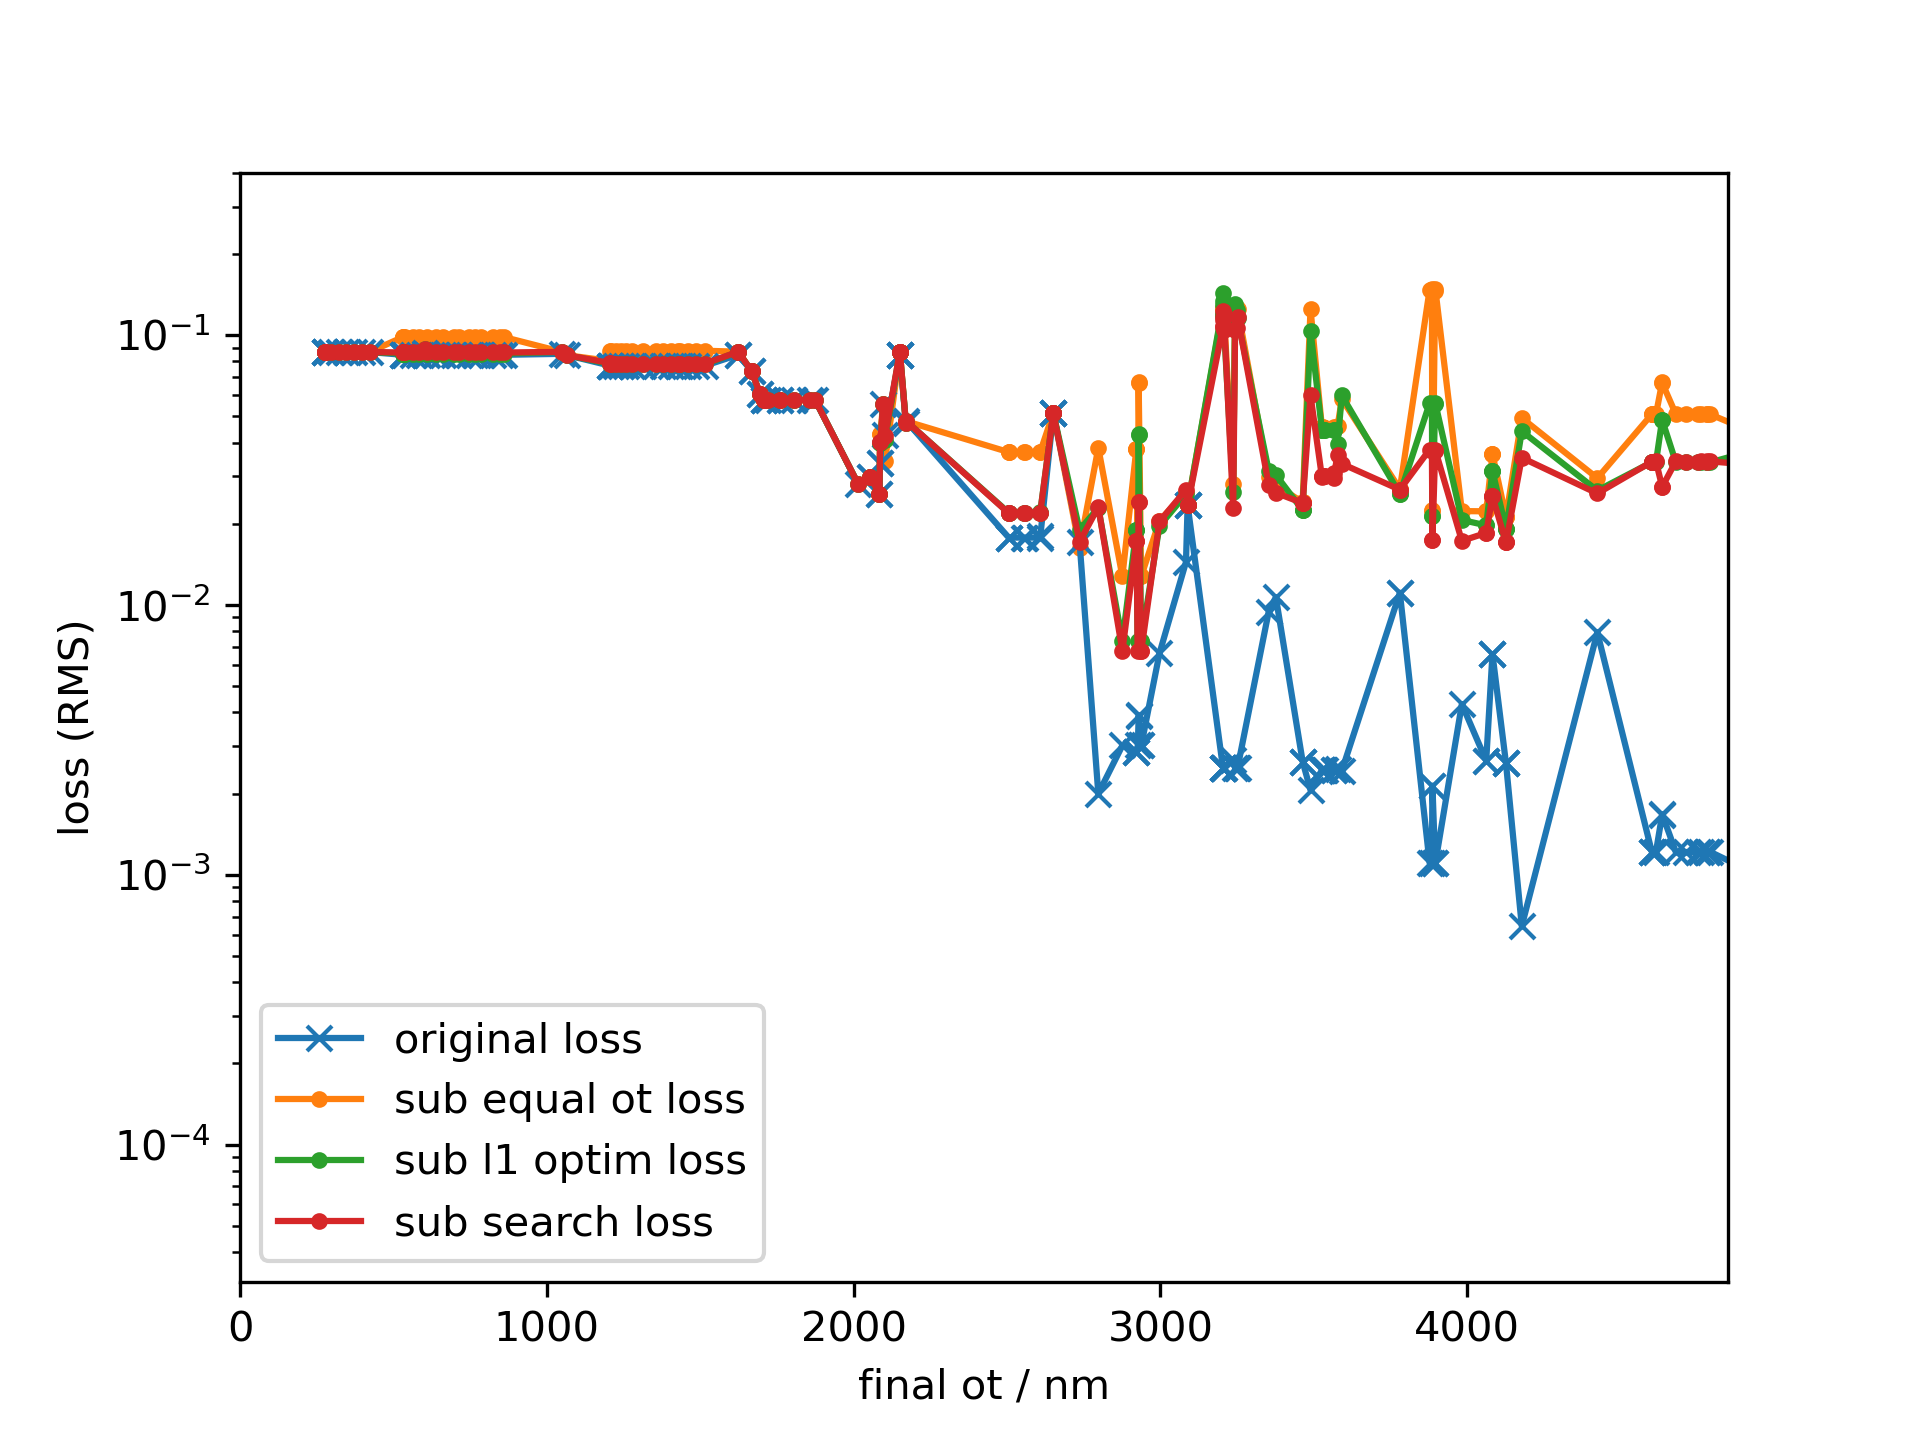 10⁻¹
10⁻²
10⁻³
10⁻⁴
loss (RMS)
original loss
sub equal ot loss
sub l1 optim loss
sub search loss
0 1000 2000 3000 4000
final ot / nm